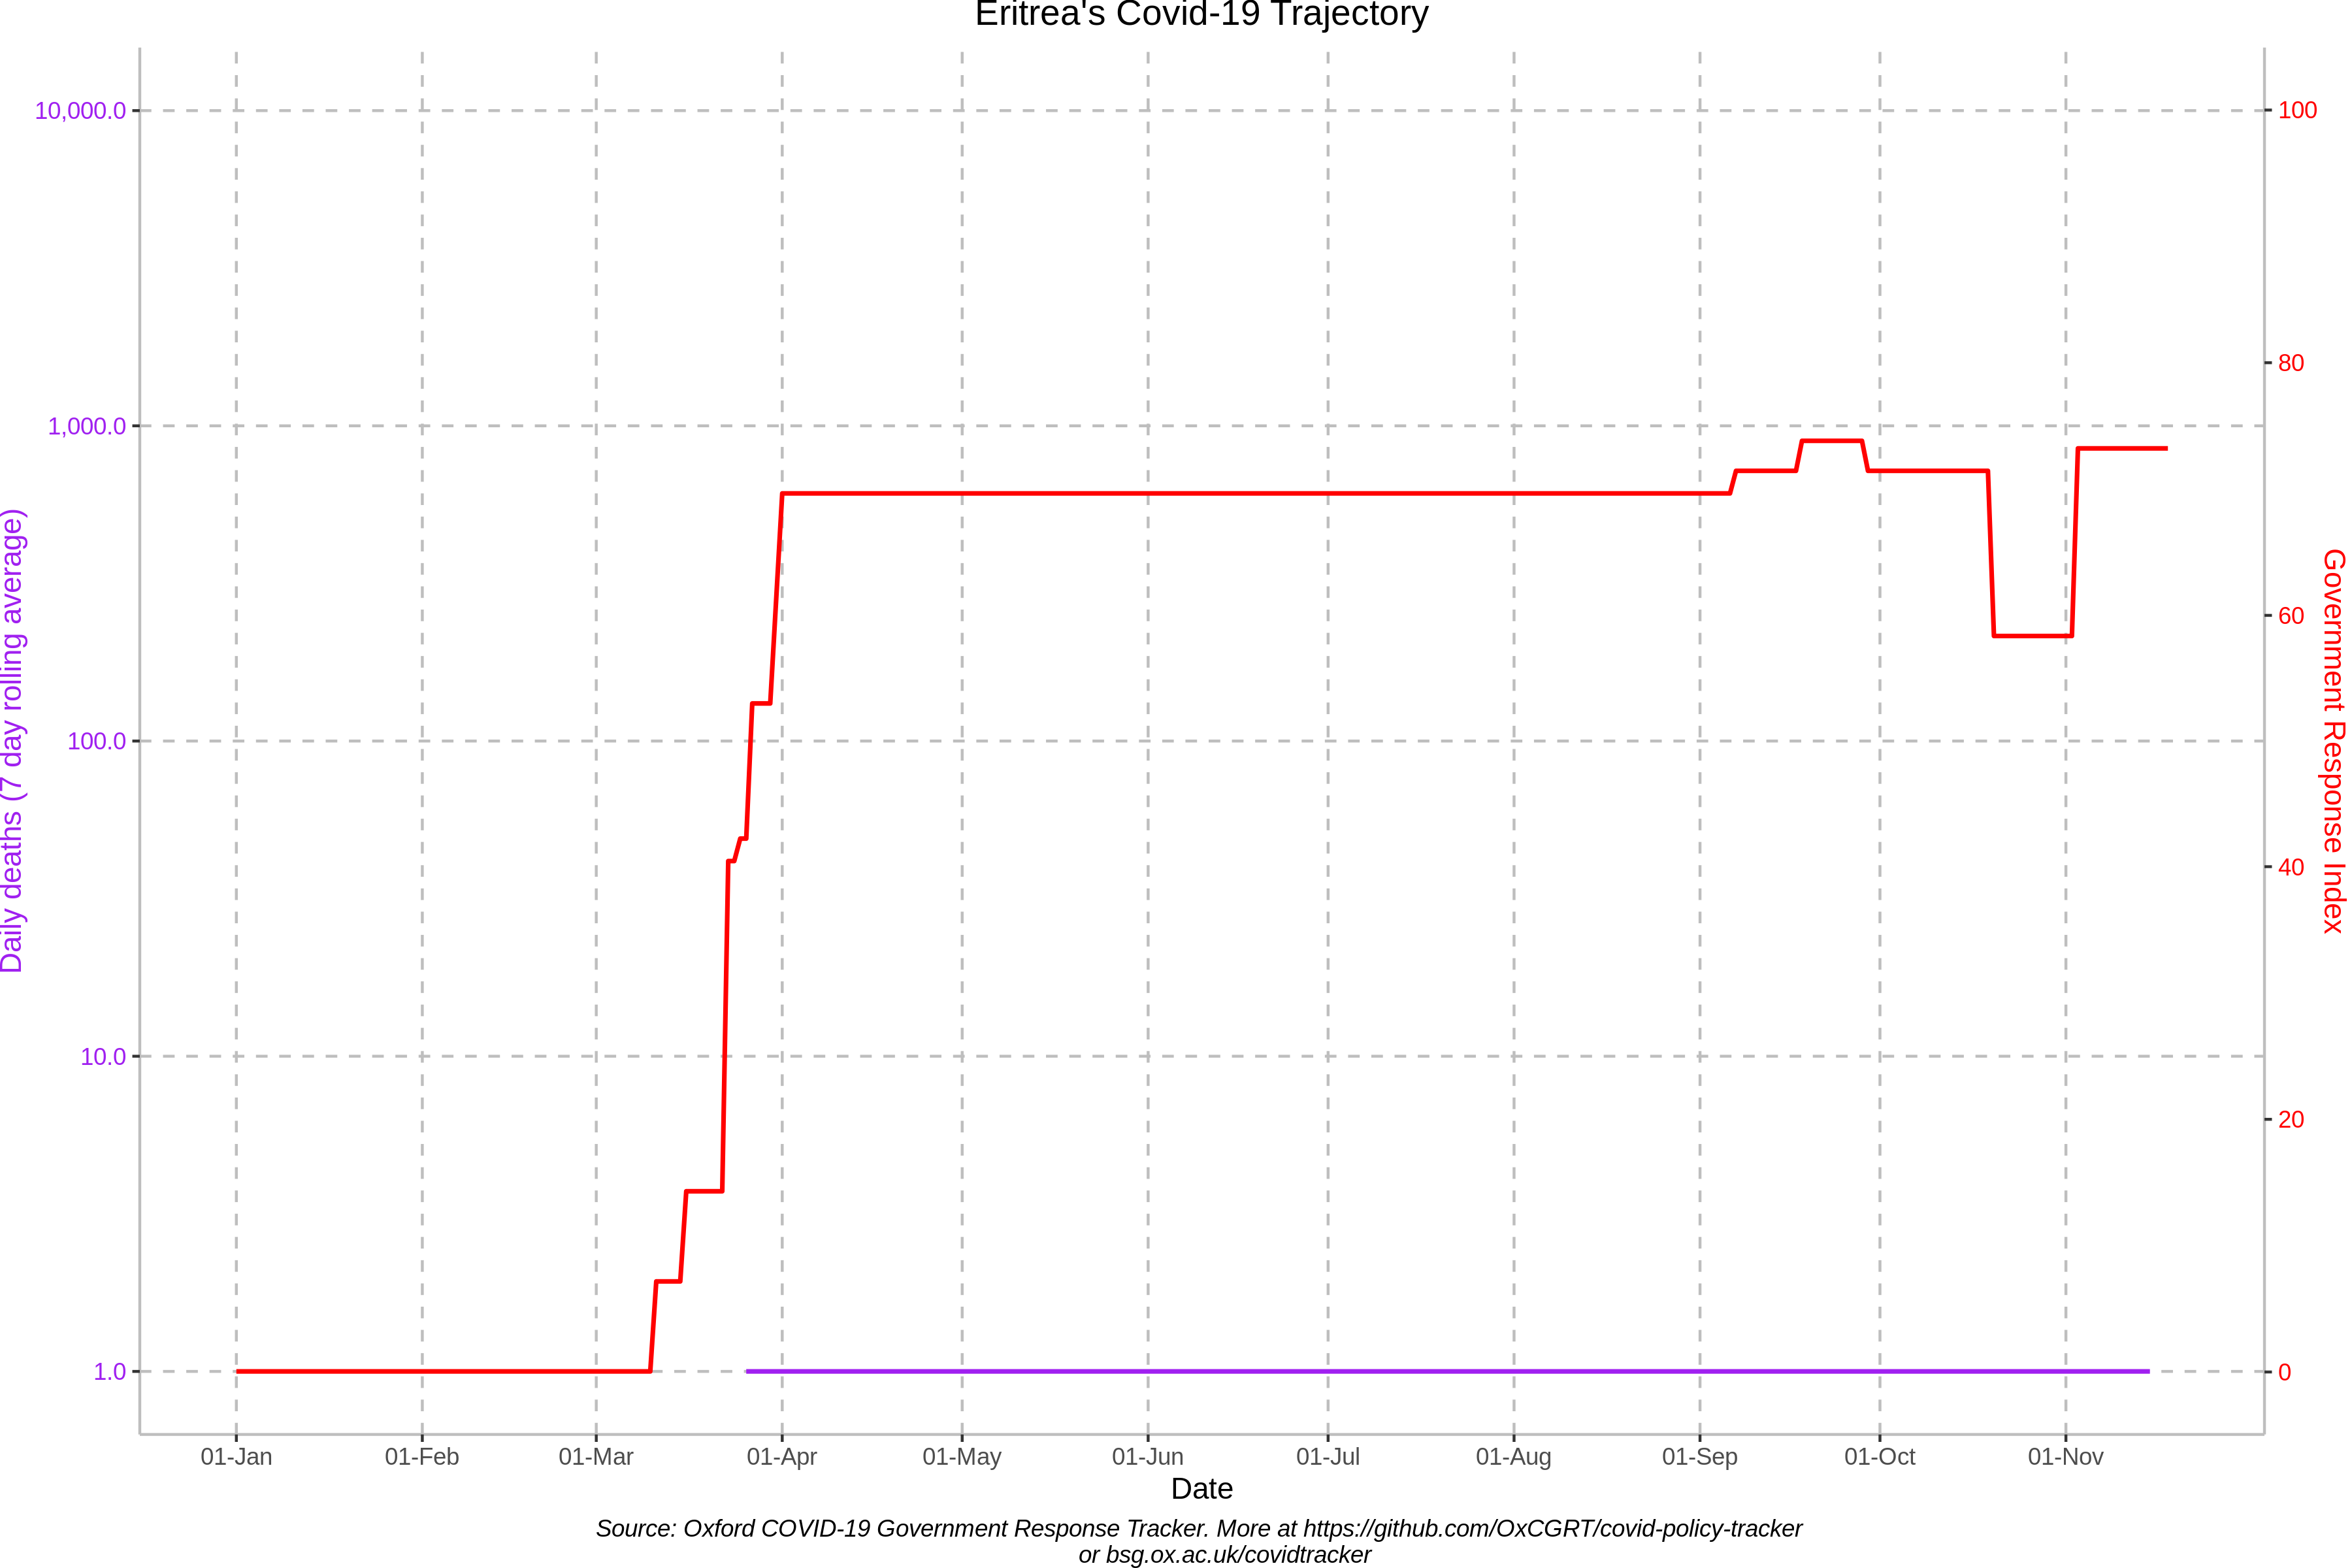 Eritrea's Covid-19 Trajectory
10,000.0
1,000.0
100.0
10.0
1.0
Daily deaths (7 day rolling average)
100
80
60
40
20
0
Government Response Index
01-Jan 01-Feb 01-Mar 01-Apr 01-May 01-Jun 01-Jul 01-Aug 01-Sep 01-Oct 01-Nov
Date
Source: Oxford COVID-19 Government Response Tracker. More at https://github.com/OxCGRT/covid-policy-tracker
or bsg.ox.ac.uk/covidtracker